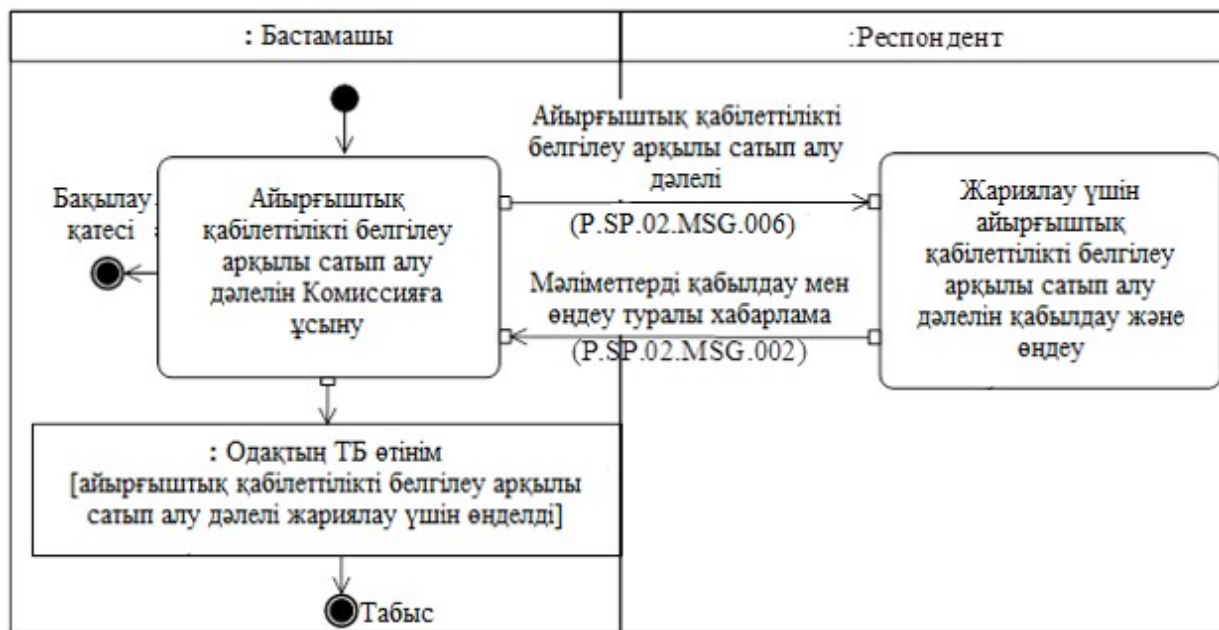 : Бастамашы
:Респондент
Айырғыштық қабілеттілікті
белгілеу арқылы сатып алу
дәлелі
(P.SP.02.MSG.006)
Бақылау
қатесі
Айырғыштық
қабілеттілікті белгілеу
арқылы сатып алу
дәлелін Комиссияға
ұсыну
Жариялау үшін
айырғыштық
қабілеттілікті белгілеу
арқылы сатып алу
дәлелін қабылдау және
өңдеу
Мәліметтерді қабылдау мен
өңдеу туралы хабарлама
(P.SP.02.MSG.002)
: Одақтың ТБ өтінім
[айырғыштық қабілеттілікті белгілеу арқылы
сатып алу дәлелі жариялау үшін өңделді]
Табыс